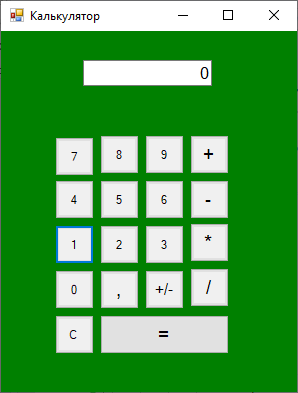 Калькулятор
0
7 8 9 +
4 5 6 -
1 2 3 *
0 , +/- /
C =